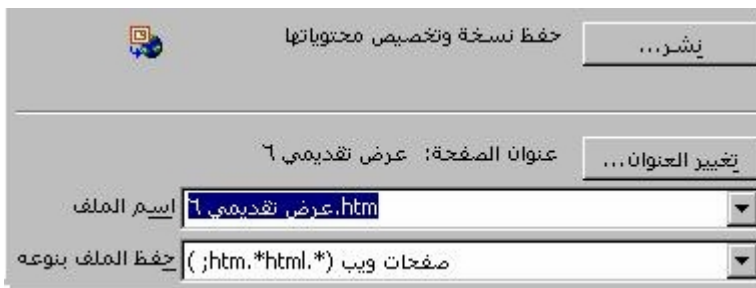 حفظ نسخة وتخصيص محتوياتها
نشر...
عنوان الصفحة: عرض تقديمي ٦
تغيير العنوان...
اسم الملف
عرض تقديمي ٦.htm
حفظ الملف بنوعه
صفحات ويب (*.htm.*html; )